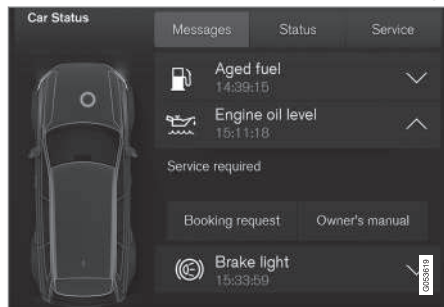 Car Status
Messages Status Service
Aged fuel
14:39:15
Engine oil level
15:11:18
Service required
Booking request Owner's manual
Brake light
15:33:59
G053619